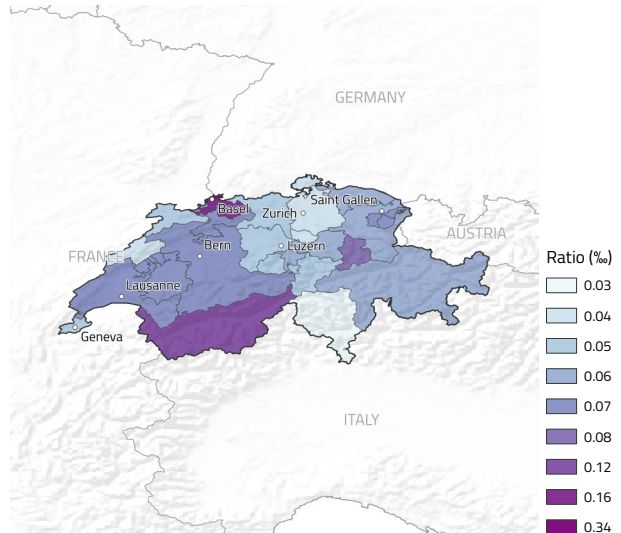 GERMANY
Saint Gallen
Basel
Zurich
AUSTRIA
Bern
Luzern
FRANCE
Lausanne
Geneva
ITALY
Ratio (‰)
0.03
0.04
0.05
0.06
0.07
0.08
0.12
0.16
0.34